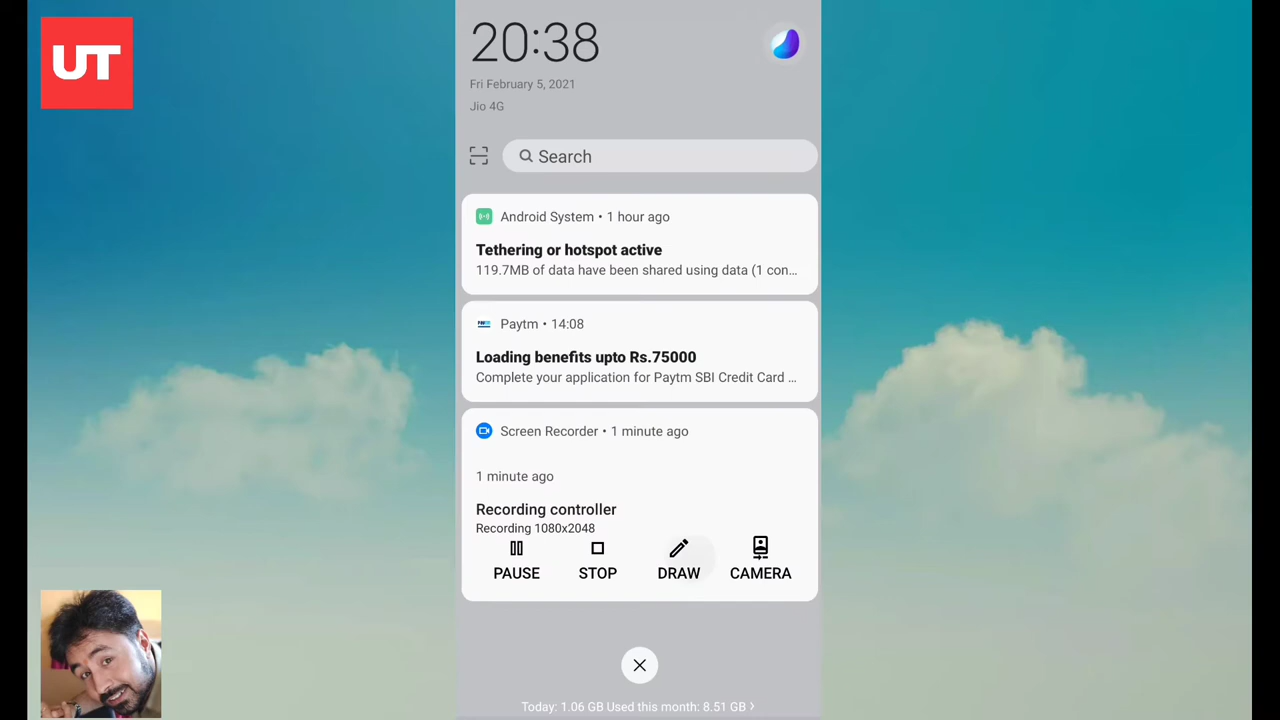 UT
20:38
Fri February 5, 2021
Jio 4G
Search
Android System • 1 hour ago
Tethering or hotspot active
119.7MB of data have been shared using data (1 con...
Paytm • 14:08
Loading benefits upto Rs.75000
Complete your application for Paytm SBI Credit Card ...
Screen Recorder • 1 minute ago
1 minute ago
Recording controller
Recording 1080x2048
PAUSE STOP DRAW CAMERA
Today: 1.06 GB Used this month: 8.51 GB >